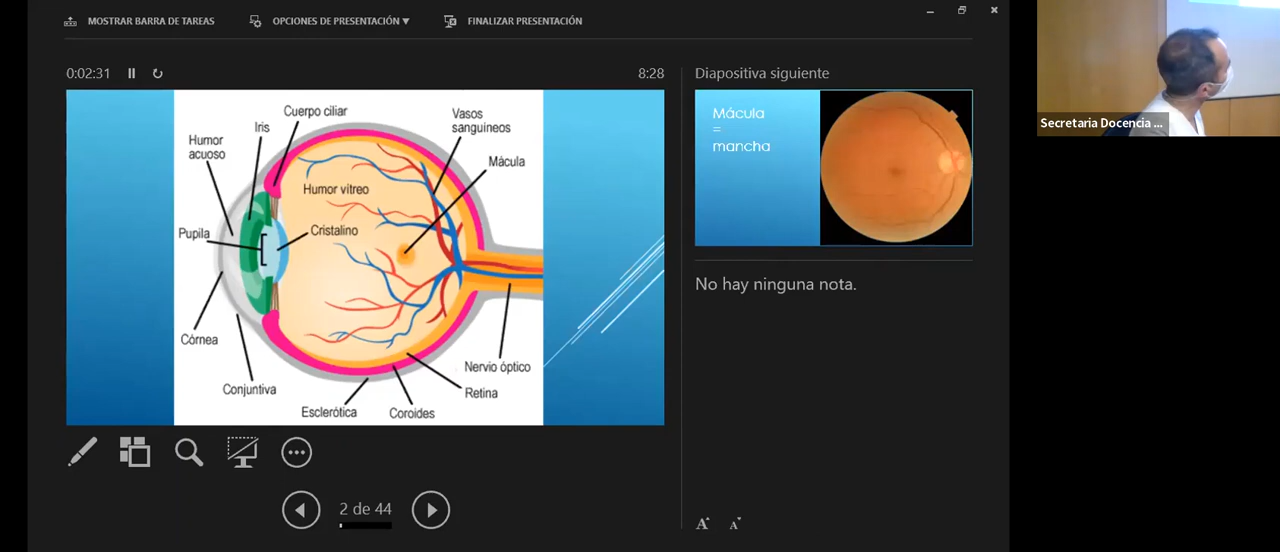 MOSTRAR BARRA DE TAREAS
OPCIONES DE PRESENTACIÓN ▼
FINALIZAR PRESENTACIÓN
0:02:31
8:28
Cuerpo ciliar
Iris
Humor
acuoso
Vasos
sanguíneos
Mácula
Humor vítreo
Pupila
Cristalino
Córnea
Conjuntiva
Esclerótica
Coroides
Retina
Nervio óptico
2 de 44
Diapositiva siguiente
Mácula
=
mancha
No hay ninguna nota.
A A
Secretaria Docencia ...